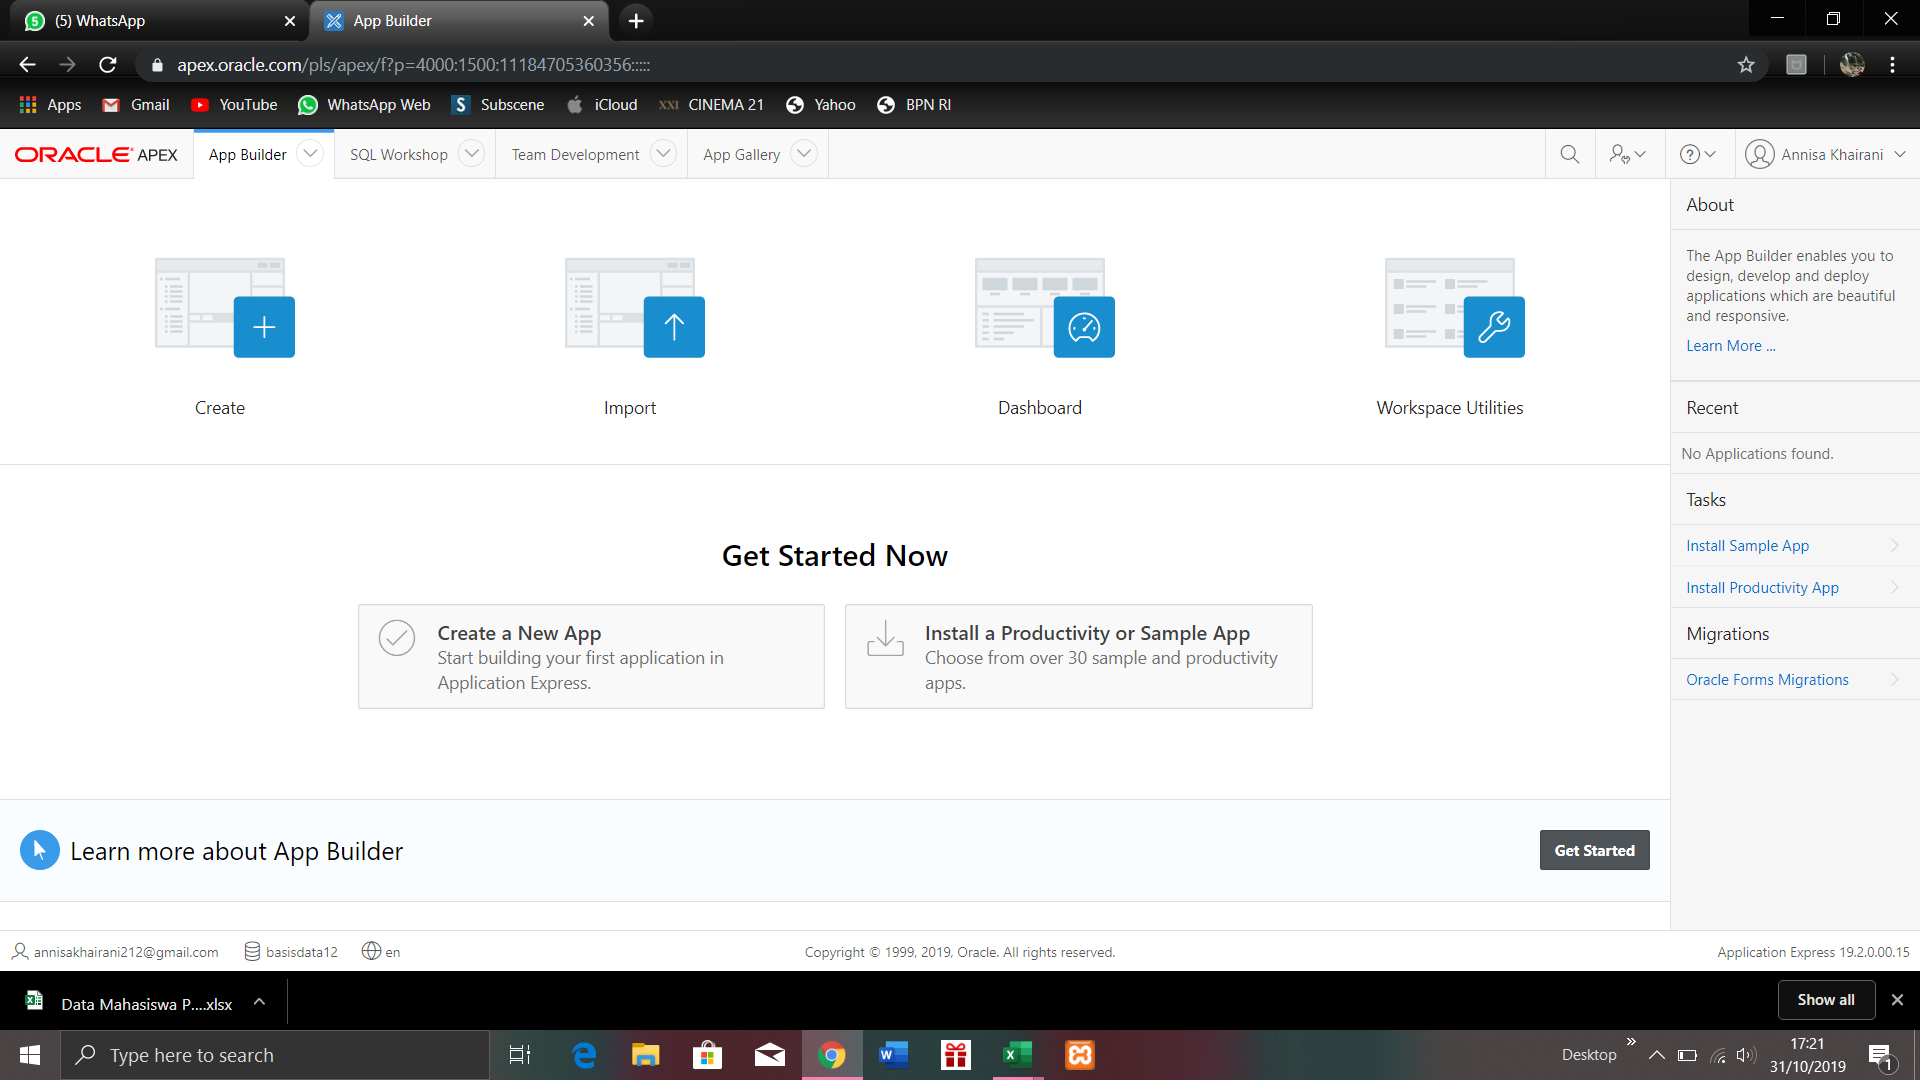 (5) WhatsApp
App Builder
apex.oracle.com/pls/apex/f?p=4000:1500:11184705360356:::::
Apps
Gmail
YouTube
WhatsApp Web
S Subscene
iCloud
XXI CINEMA 21
Yahoo
BPN RI
ORACLE APEX
App Builder
SQL Workshop
Team Development
App Gallery
Annisa Khairani
Create
Import
Dashboard
Workspace Utilities
Get Started Now
Create a New App
Start building your first application in
Application Express.
Install a Productivity or Sample App
Choose from over 30 sample and productivity
apps.
Learn more about App Builder
Get Started
About
The App Builder enables you to
design, develop and deploy
applications which are beautiful
and responsive.
Learn More ...
Recent
No Applications found.
Tasks
Install Sample App
Install Productivity App
Migrations
Oracle Forms Migrations
annisakhairani212@gmail.com
basisdata12
en
Copyright © 1999, 2019, Oracle. All rights reserved.
Application Express 19.2.0.00.15
Data Mahasiswa P....xlsx
Show all
Type here to search
Desktop
17:21
31/10/2019
1